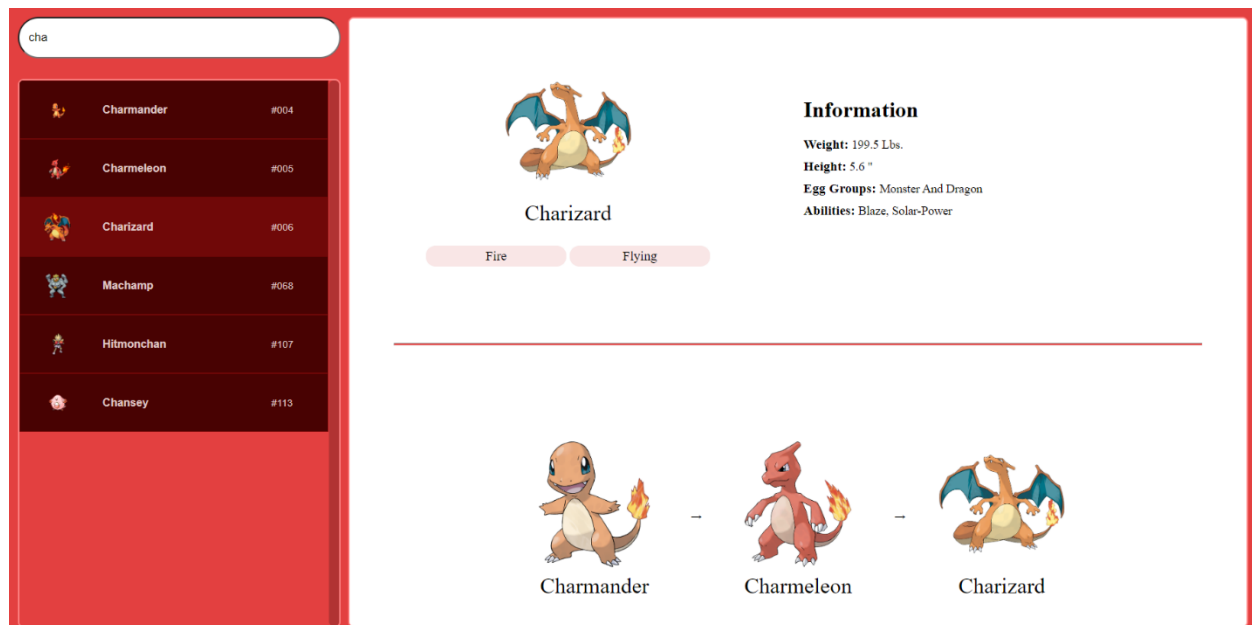 cha
Charmander #004
Charmeleon #005
Charizard #006
Machamp #068
Hitmonchan #107
Chansey #113
Charizard
Fire Flying
Information
Weight: 199.5 Lbs.
Height: 5.6 "
Egg Groups: Monster And Dragon
Abilities: Blaze, Solar-Power
→ →
Charmander Charmeleon Charizard